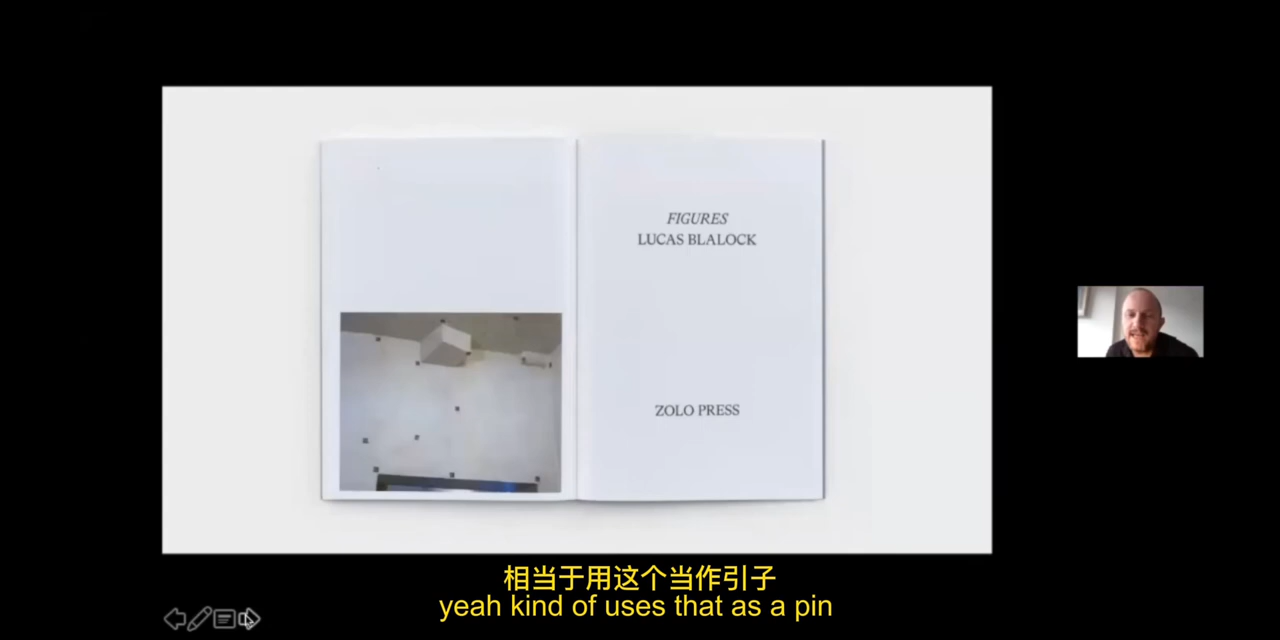 FIGURES
LUCAS BLALOCK
ZOLO PRESS
相当于用这个当作引子
yeah kind of uses that as a pin